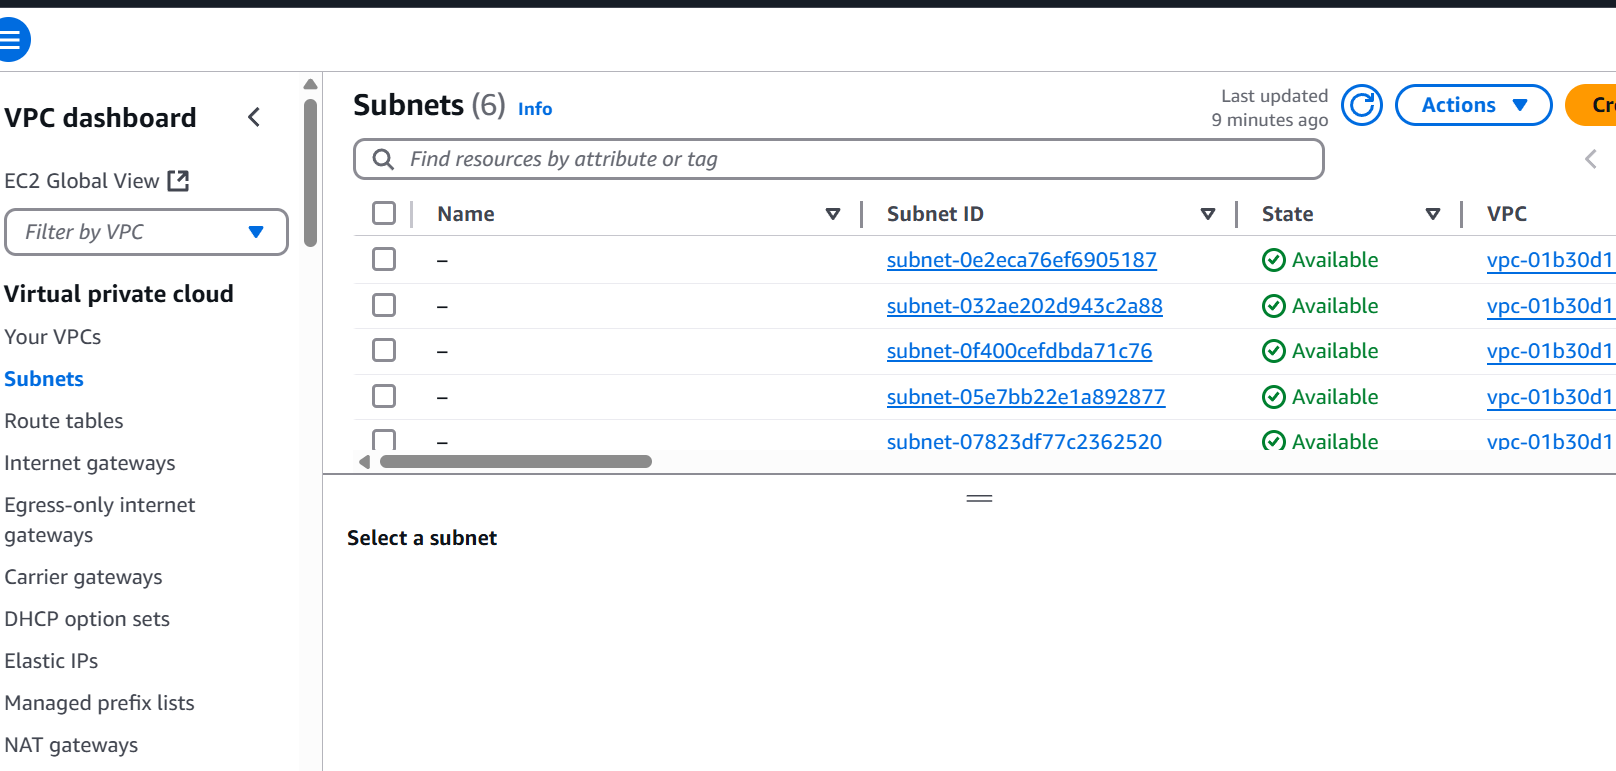 VPC dashboard
EC2 Global View
Filter by VPC
Virtual private cloud
Your VPCs
Subnets
Route tables
Internet gateways
Egress-only internet
gateways
Carrier gateways
DHCP option sets
Elastic IPs
Managed prefix lists
NAT gateways
Subnets (6) Info
Last updated
9 minutes ago
Actions
Cr
Find resources by attribute or tag
Name Subnet ID State VPC
– subnet-0e2eca76ef6905187 Available vpc-01b30d1
– subnet-032ae202d943c2a88 Available vpc-01b30d1
– subnet-0f400cefdbda71c76 Available vpc-01b30d1
– subnet-05e7bb22e1a892877 Available vpc-01b30d1
– subnet-07823df77c2362520 Available vpc-01b30d1
Select a subnet